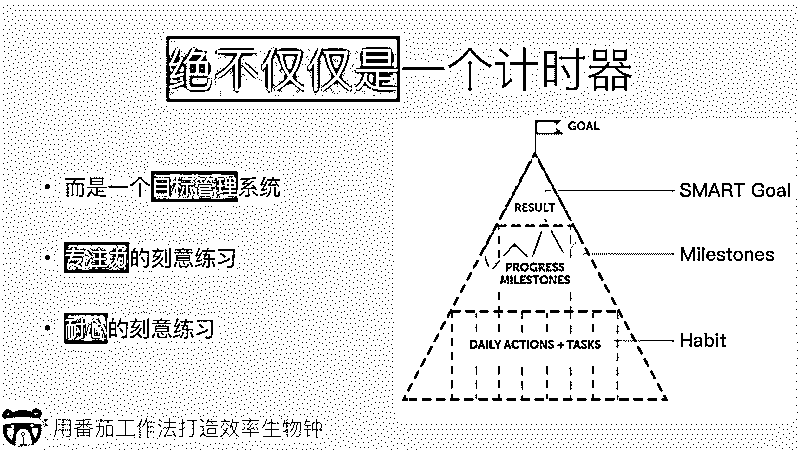 绝不仅仅是一个计时器
GOAL
• 而是一个目标管理系统
SMART Goal
RESULT
• 专注力的刻意练习
Milestones
PROGRESS
MILESTONES
• 耐心的刻意练习
Habit
DAILY ACTIONS + TASKS
用番茄工作法打造效率生物钟